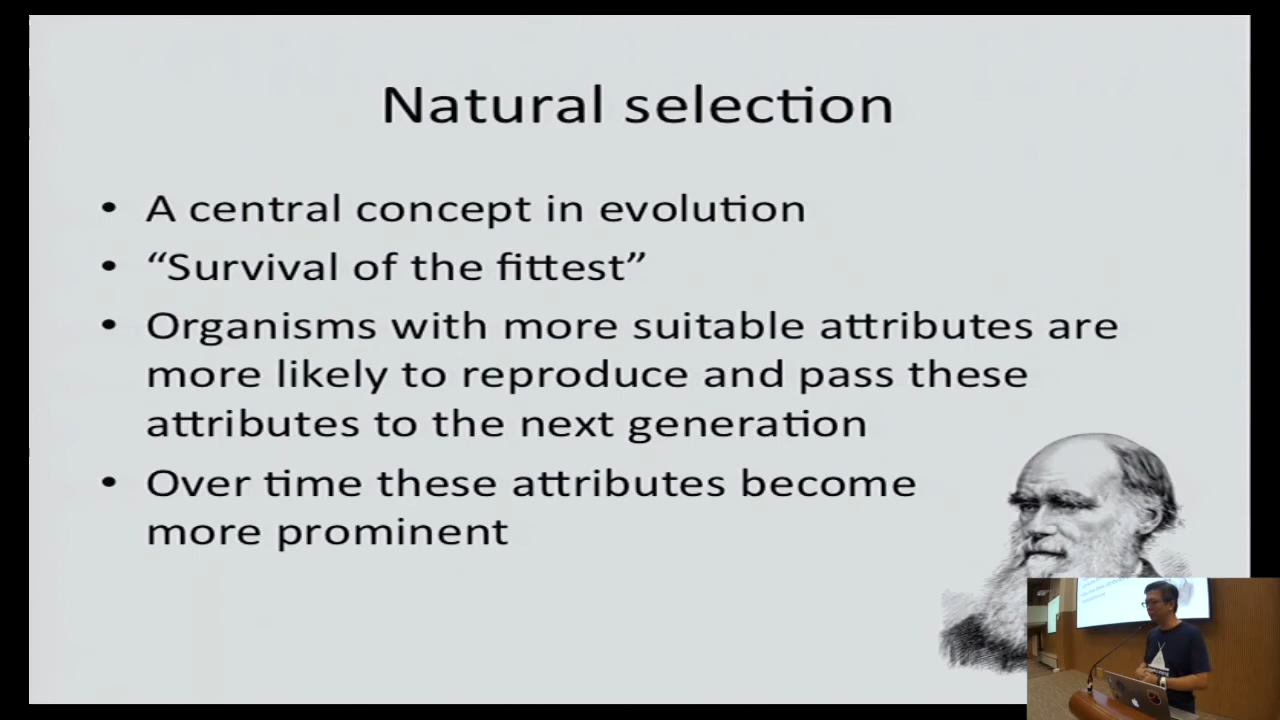 Natural selection
• A central concept in evolution
• “Survival of the fittest”
• Organisms with more suitable attributes are
more likely to reproduce and pass these
attributes to the next generation
• Over time these attributes become
more prominent